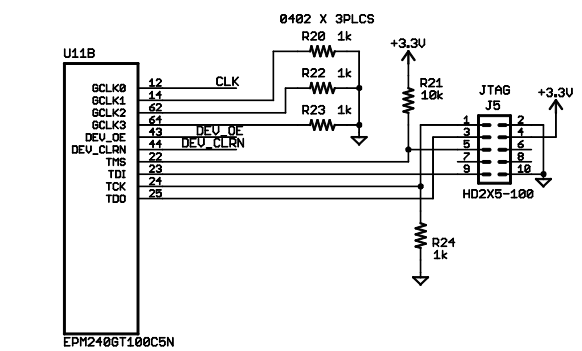 0402 X 3PLCS
R20 1k
+3.3V
U11B
R22 1k
R21
10k
JTAG
J5
+3.3V
GCLK0 12 CLK
GCLK1 14
GCLK2 62
GCLK3 64
R23 1k
DEV_OE 43 DEV_OE
DEV_CLRN 44 DEV_CLRN
TMS 22
TDI 23
TCK 24
TDO 25
1 2
3 4
5 6
7 8
9 10
HD2X5-100
R24
1k
EPM240GT100C5N